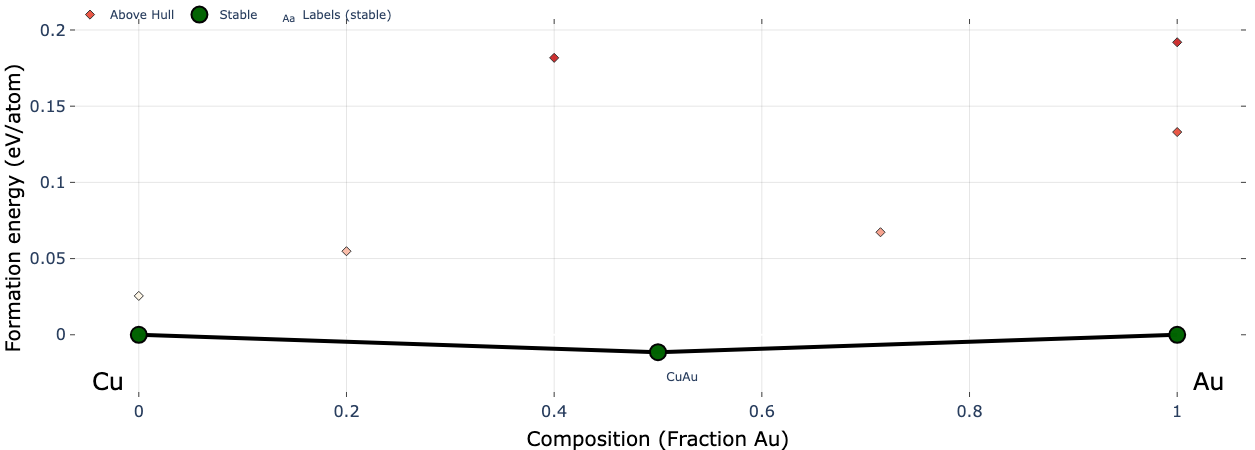 Above Hull Stable Aa Labels (stable)
0.2
0.15
0.1
0.05
0
Formation energy (eV/atom)
Cu
CuAu
Au
0 0.2 0.4 0.6 0.8 1
Composition (Fraction Au)